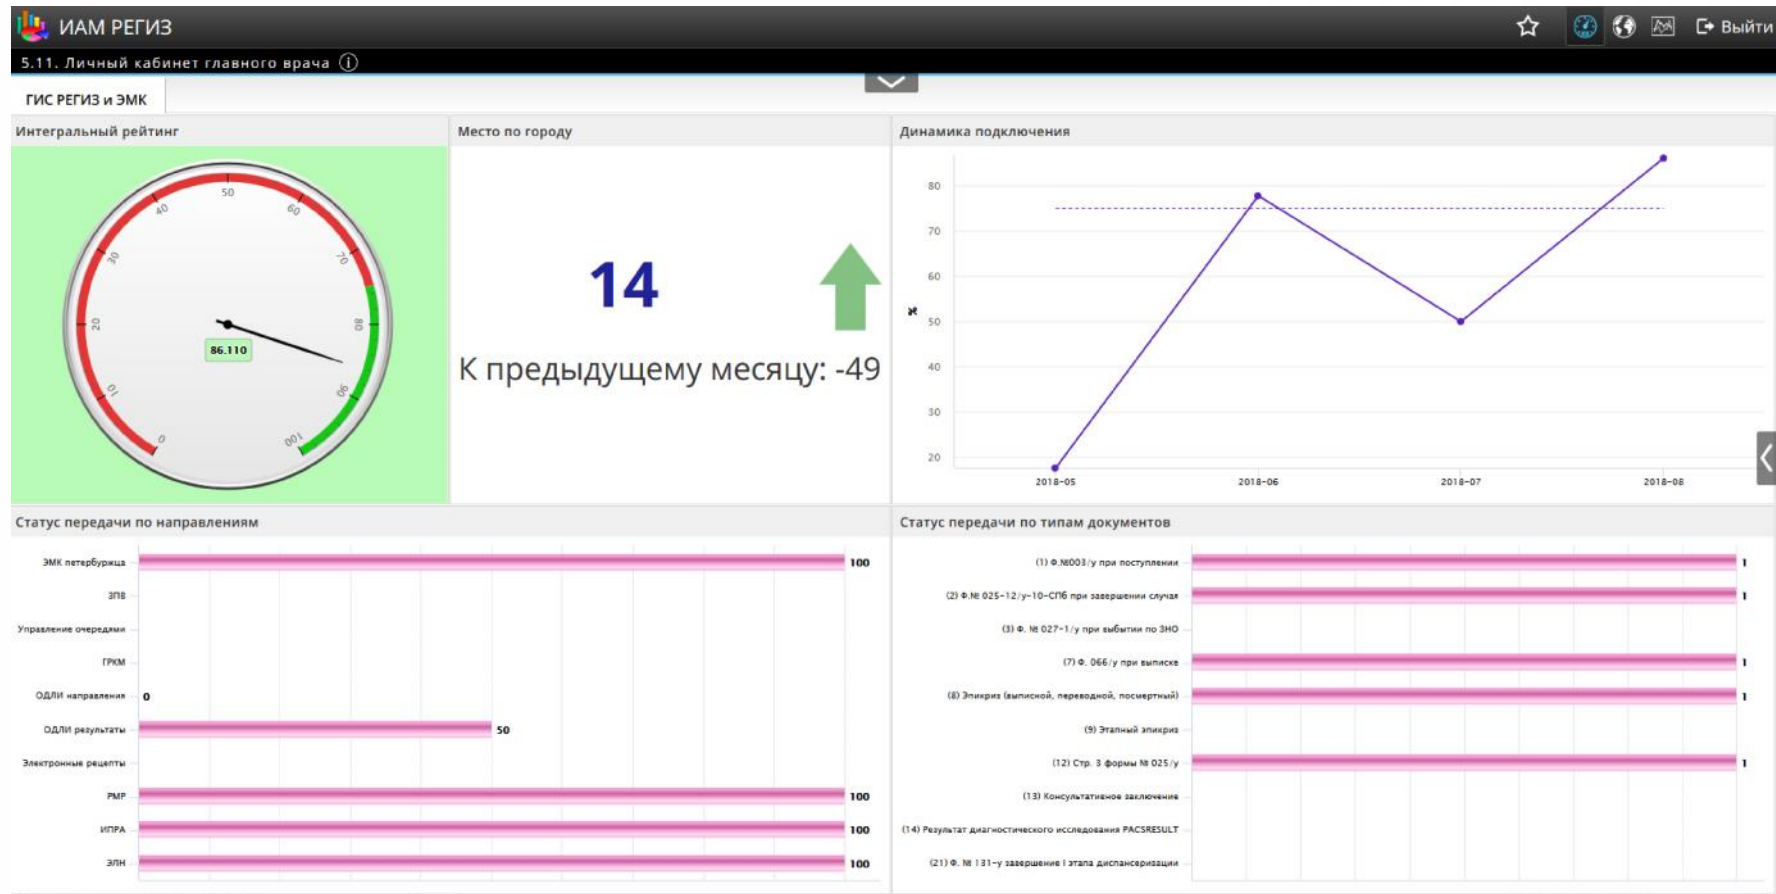 ИАМ РЕГИЗ
Выйти
5.11. Личный кабинет главного врача
ГИС РЕГИЗ и ЭМК
Интегральный рейтинг
0
10
20
30
40
50
60
70
80
90
100
86.110
Место по городу
14
К предыдущему месяцу: -49
Динамика подключения
80
70
60
50
40
30
20
%
2018-05
2018-06
2018-07
2018-08
Статус передачи по направлениям
ЭМК петербуржца 100
ЗПВ
Управление очередями
ГРКМ
ОДЛИ направления 0
ОДЛИ результаты 50
Электронные рецепты
РМР 100
ИПРА 100
ЭЛН 100
Статус передачи по типам документов
(1) Ф.№003/у при поступлении 1
(2) Ф.№ 025-12/у-10-СПб при завершении случая 1
(3) Ф. № 027-1/у при выбытии по ЗНО
(7) Ф. 066/у при выписке 1
(8) Эпикриз (выписной, переводной, посмертный) 1
(9) Этапный эпикриз
(12) Стр. 3 формы № 025/у 1
(13) Консультативное заключение
(14) Результат диагностического исследования PACSRESULT
(21) Ф. № 131-у завершение I этапа диспансеризации